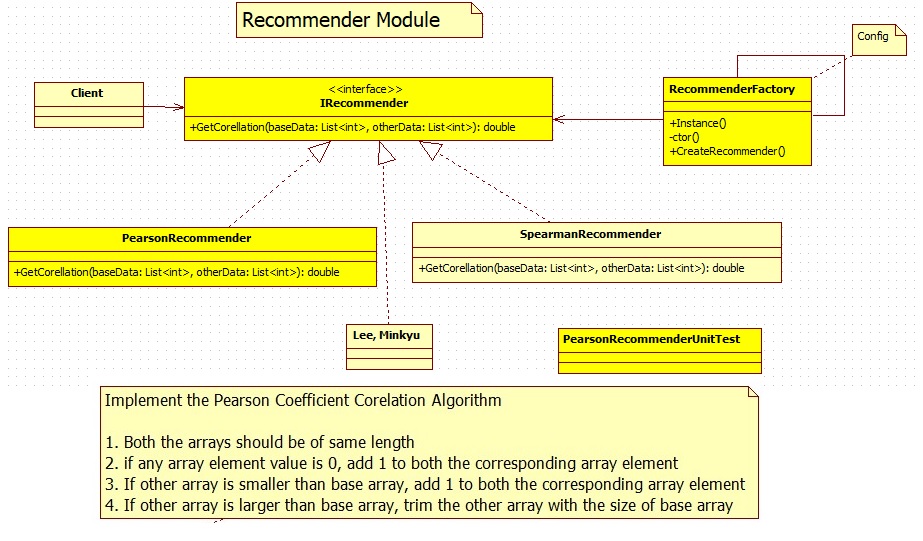 Recommender Module
Config
Client
<<interface>>
IRecommender
+GetCorellation(baseData: List<int>, otherData: List<int>): double
RecommenderFactory
+Instance()
-ctor()
+CreateRecommender()
PearsonRecommender
+GetCorellation(baseData: List<int>, otherData: List<int>): double
SpearmanRecommender
+GetCorellation(baseData: List<int>, otherData: List<int>): double
Lee, Minkyu
PearsonRecommenderUnitTest
Implement the Pearson Coefficient Corelation Algorithm
1. Both the arrays should be of same length
2. if any array element value is 0, add 1 to both the corresponding array element
3. If other array is smaller than base array, add 1 to both the corresponding array element
4. If other array is larger than base array, trim the other array with the size of base array